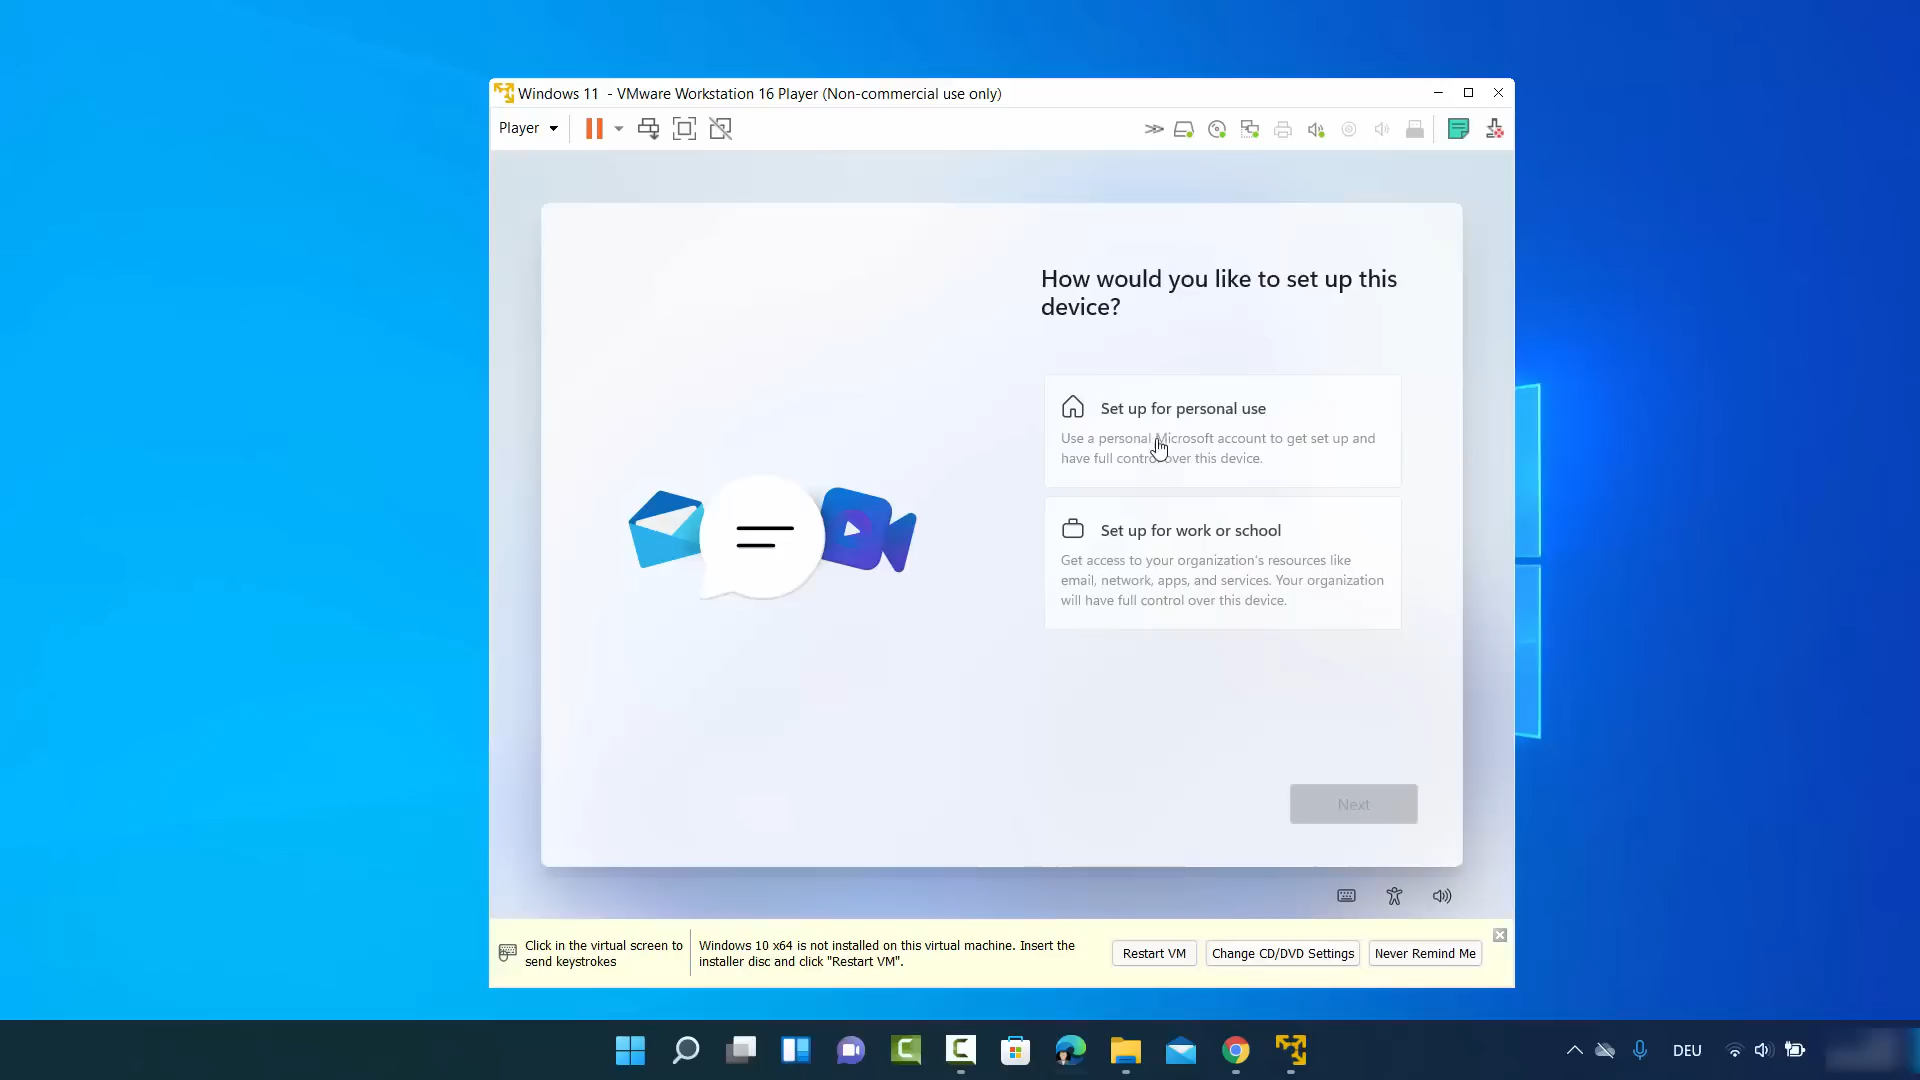 Windows 11 - VMware Workstation 16 Player (Non-commercial use only)
Player
How would you like to set up this
device?
Set up for personal use
Use a personal Microsoft account to get set up and
have full control over this device.
Set up for work or school
Get access to your organization's resources like
email, network, apps, and services. Your organization
will have full control over this device.
Next
Click in the virtual screen to
send keystrokes
Windows 10 x64 is not installed on this virtual machine. Insert the
installer disc and click "Restart VM".
Restart VM
Change CD/DVD Settings
Never Remind Me
DEU